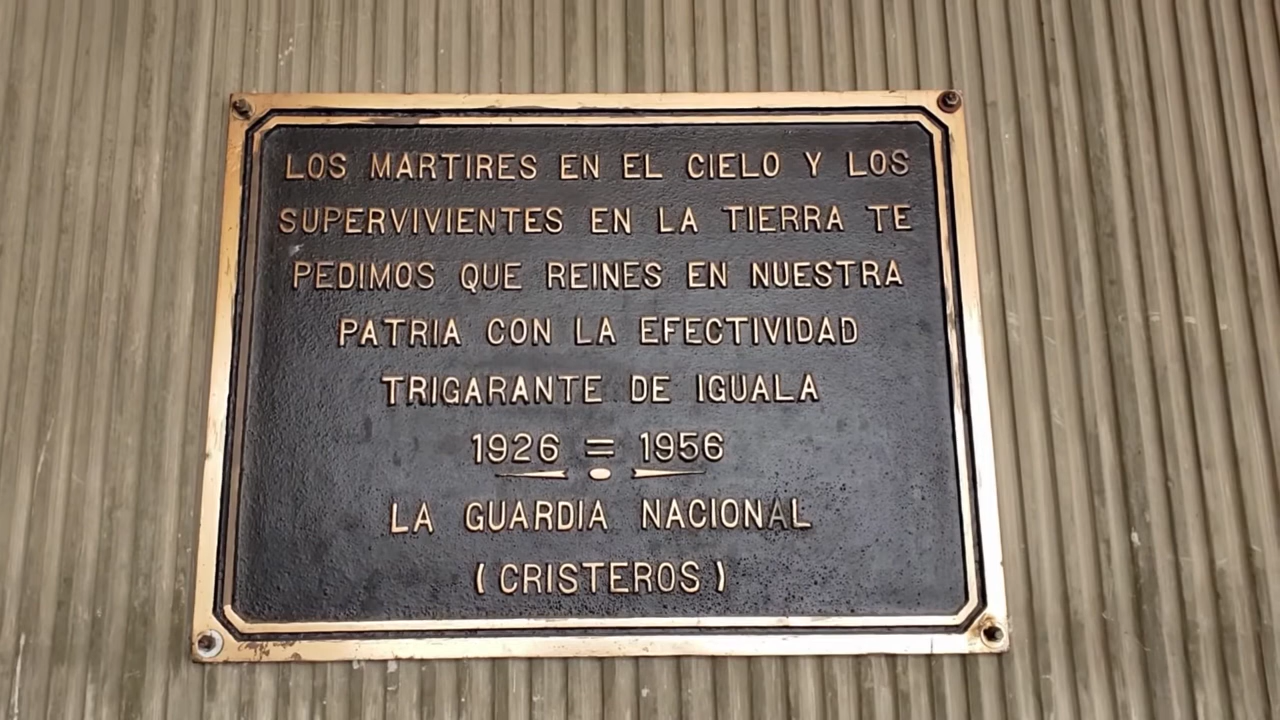 LOS MARTIRES EN EL CIELO Y LOS
SUPERVIVIENTES EN LA TIERRA TE
PEDIMOS QUE REINES EN NUESTRA
PATRIA CON LA EFECTIVIDAD
TRIGARANTE DE IGUALA
1926 = 1956
LA GUARDIA NACIONAL
(CRISTEROS)